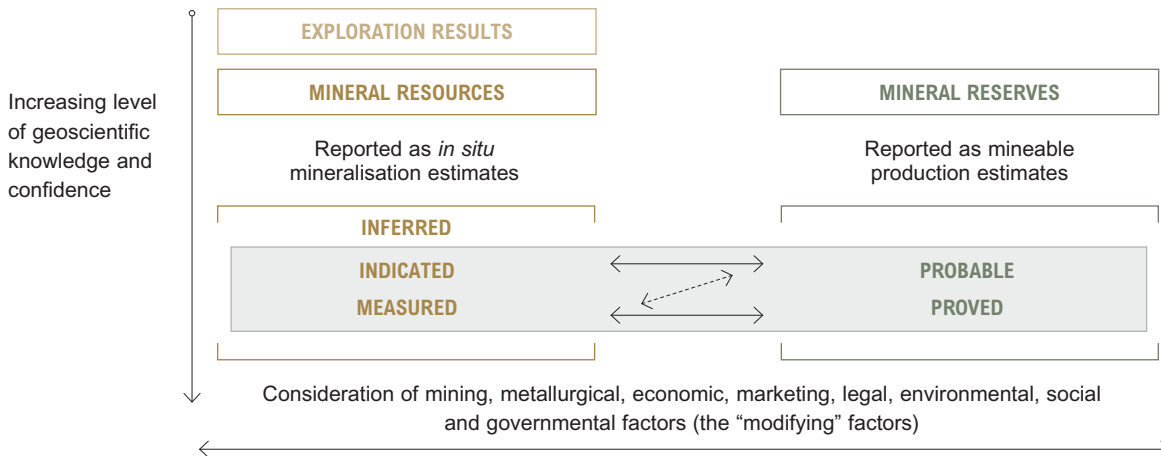 EXPLORATION RESULTS
MINERAL RESOURCES
MINERAL RESERVES
Increasing level
of geoscientific
knowledge and
confidence
Reported as in situ
mineralisation estimates
Reported as mineable
production estimates
INFERRED
INDICATED
PROBABLE
MEASURED
PROVED
Consideration of mining, metallurgical, economic, marketing, legal, environmental, social
and governmental factors (the “modifying” factors)